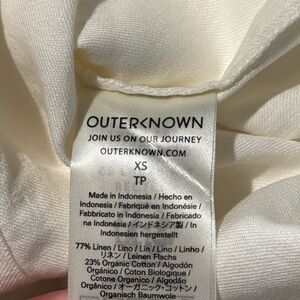 OUTERKNOWN
JOIN US ON OUR JOURNEY
OUTERKNOWN.COM
XS
TP
Made in Indonesia / Hecho en
Indonesia / Fabriqué en Indonésie /
Fabbricato in Indonesia / Fabricado
na Indonésia / インドネシア製 / In
Indonesien hergestellt
77% Linen / Lino / Lin / Lino / Linho /
リネン / Leinen Flachs
23% Organic Cotton / Algodón
Orgánico / Coton Biologique /
Cotone Organico / Algodão
Orgânico / オーガニック・コットン /
Organisch Baumwolle